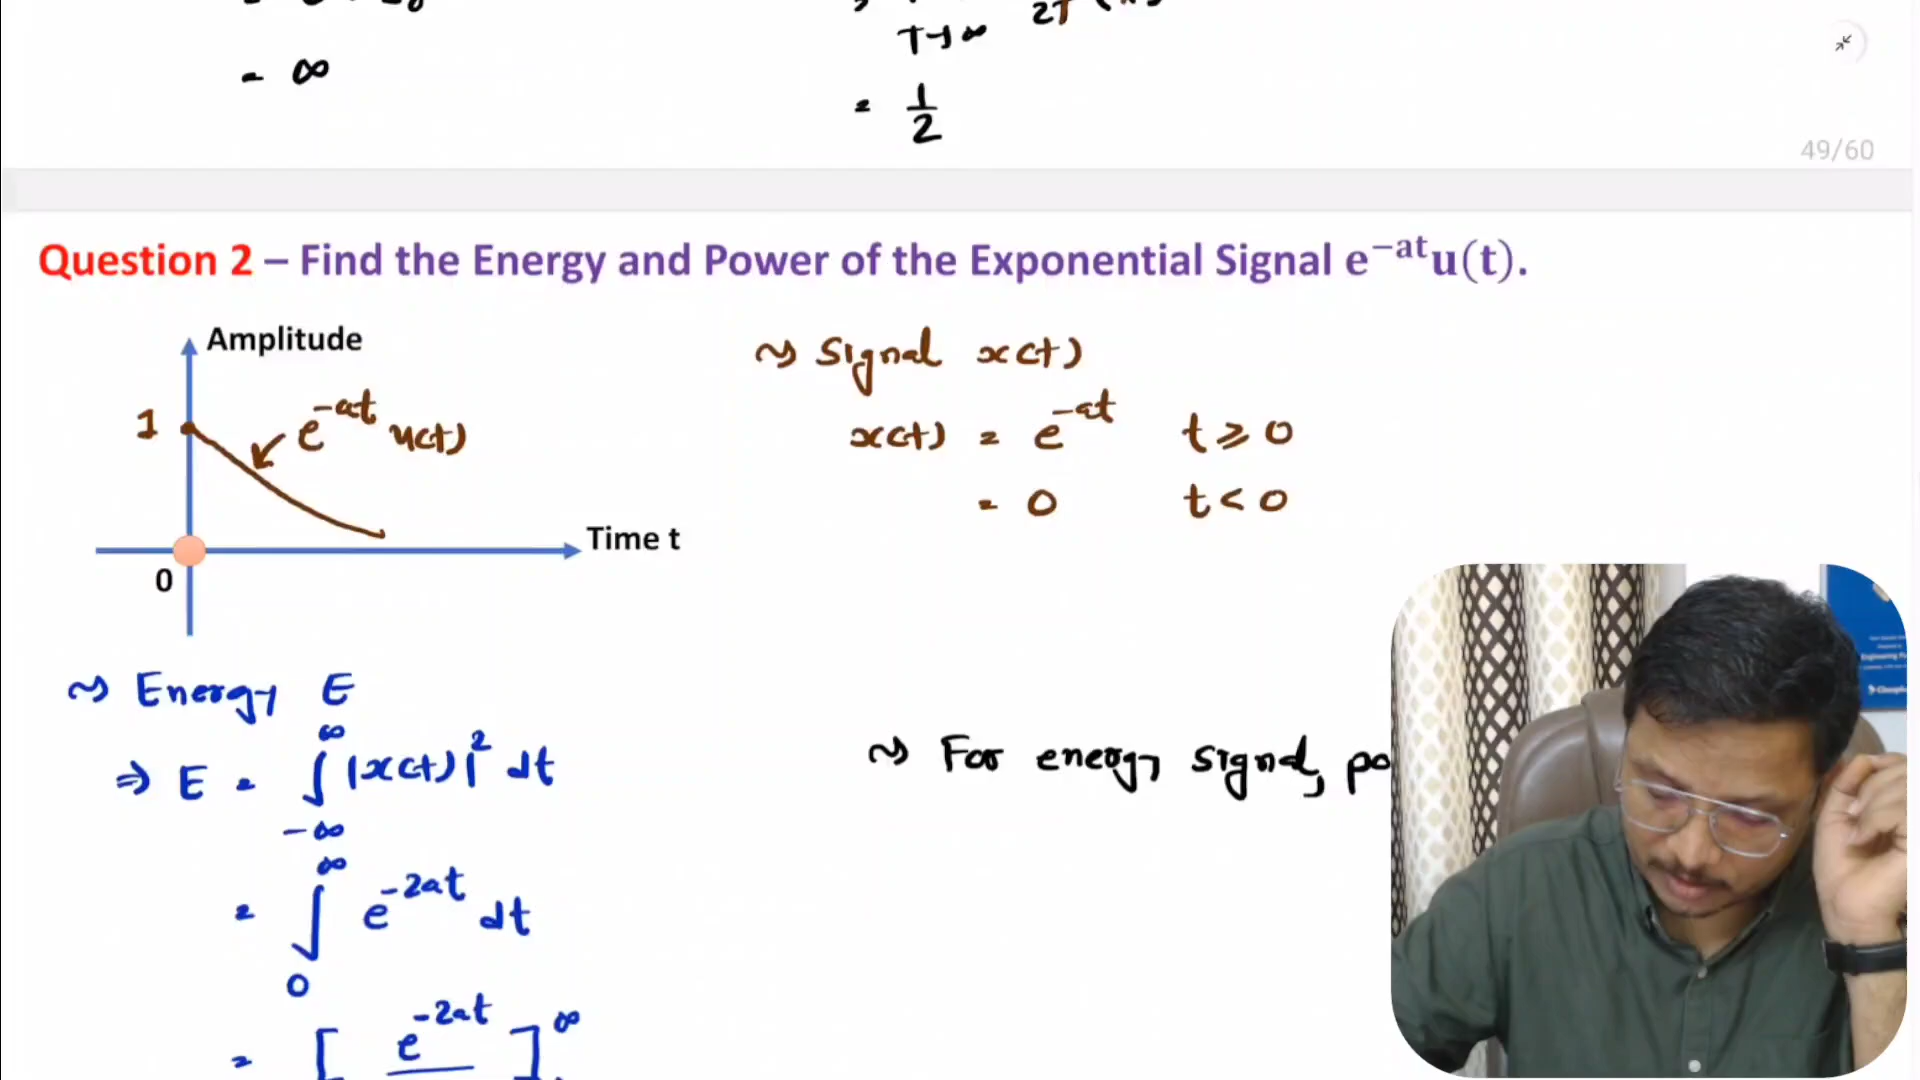 = ∞
T→∞ 2T
= 1/2
49/60
Question 2 – Find the Energy and Power of the Exponential Signal e^{−at}u(t).
Amplitude
1
e^{-at} u(t)
Time t
0
~> Signal x(t)
x(t) = e^{-at} t ≥ 0
= 0 t < 0
~> Energy E
⇒ E = ∫_{-∞}^{∞} |x(t)|^2 dt
= ∫_{0}^{∞} e^{-2at} dt
= [ e^{-2at} ]^{∞}
~> For energy signal, po